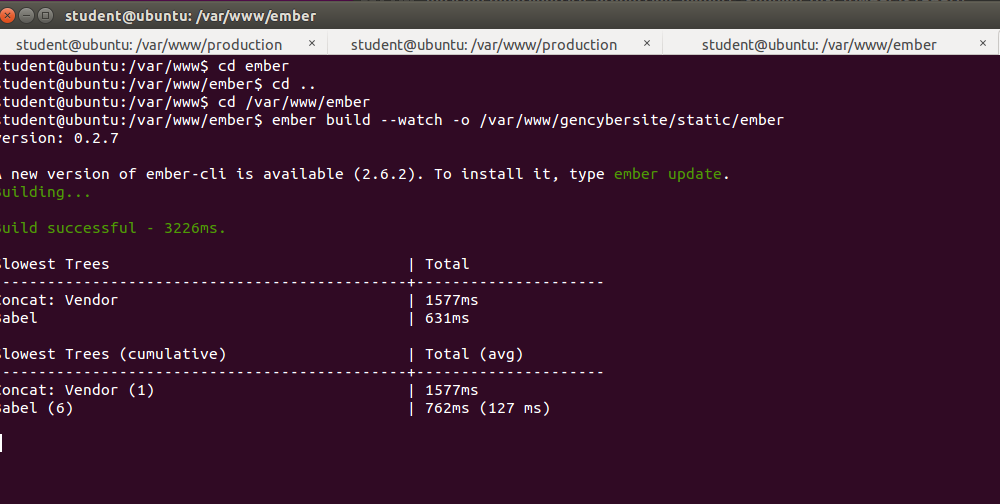 student@ubuntu: /var/www/ember
student@ubuntu: /var/www/production × student@ubuntu: /var/www/production × student@ubuntu: /var/www/ember ×
student@ubuntu:/var/www$ cd ember
student@ubuntu:/var/www/ember$ cd ..
student@ubuntu:/var/www$ cd /var/www/ember
student@ubuntu:/var/www/ember$ ember build --watch -o /var/www/gencybersite/static/ember
version: 0.2.7
A new version of ember-cli is available (2.6.2). To install it, type ember update.
Building...
Build successful - 3226ms.
Slowest Trees | Total
----------------------------------------------+---------------------
Concat: Vendor | 1577ms
Babel | 631ms
Slowest Trees (cumulative) | Total (avg)
----------------------------------------------+---------------------
Concat: Vendor (1) | 1577ms
Babel (6) | 762ms (127 ms)